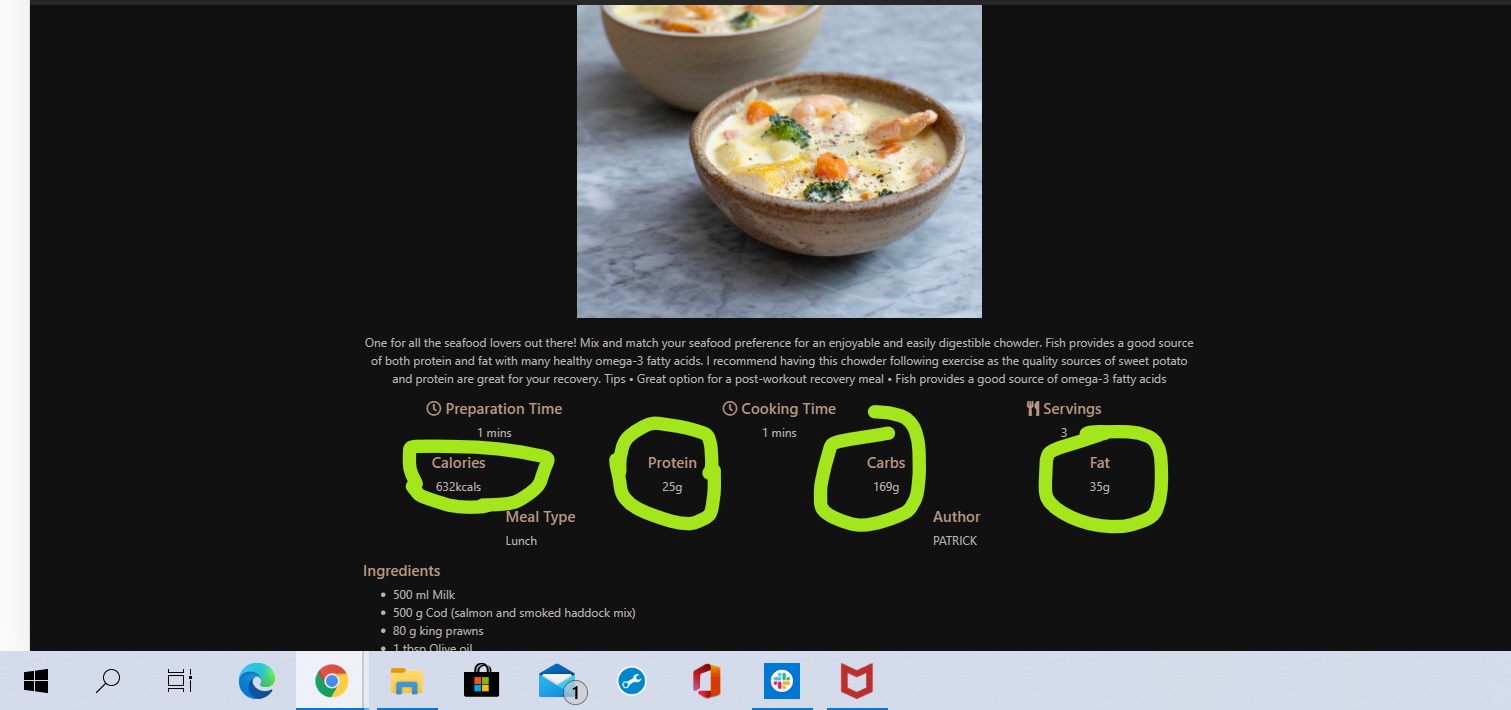 One for all the seafood lovers out there! Mix and match your seafood preference for an enjoyable and easily digestible chowder. Fish provides a good source
of both protein and fat with many healthy omega-3 fatty acids. I recommend having this chowder following exercise as the quality sources of sweet potato
and protein are great for your recovery. Tips • Great option for a post-workout recovery meal • Fish provides a good source of omega-3 fatty acids
Preparation Time Cooking Time Servings
1 mins 1 mins 3
Calories Protein Carbs Fat
632kcals 25g 169g 35g
Meal Type Author
Lunch PATRICK
Ingredients
• 500 ml Milk
• 500 g Cod (salmon and smoked haddock mix)
• 80 g king prawns
• 1 tbsp Olive oil
1